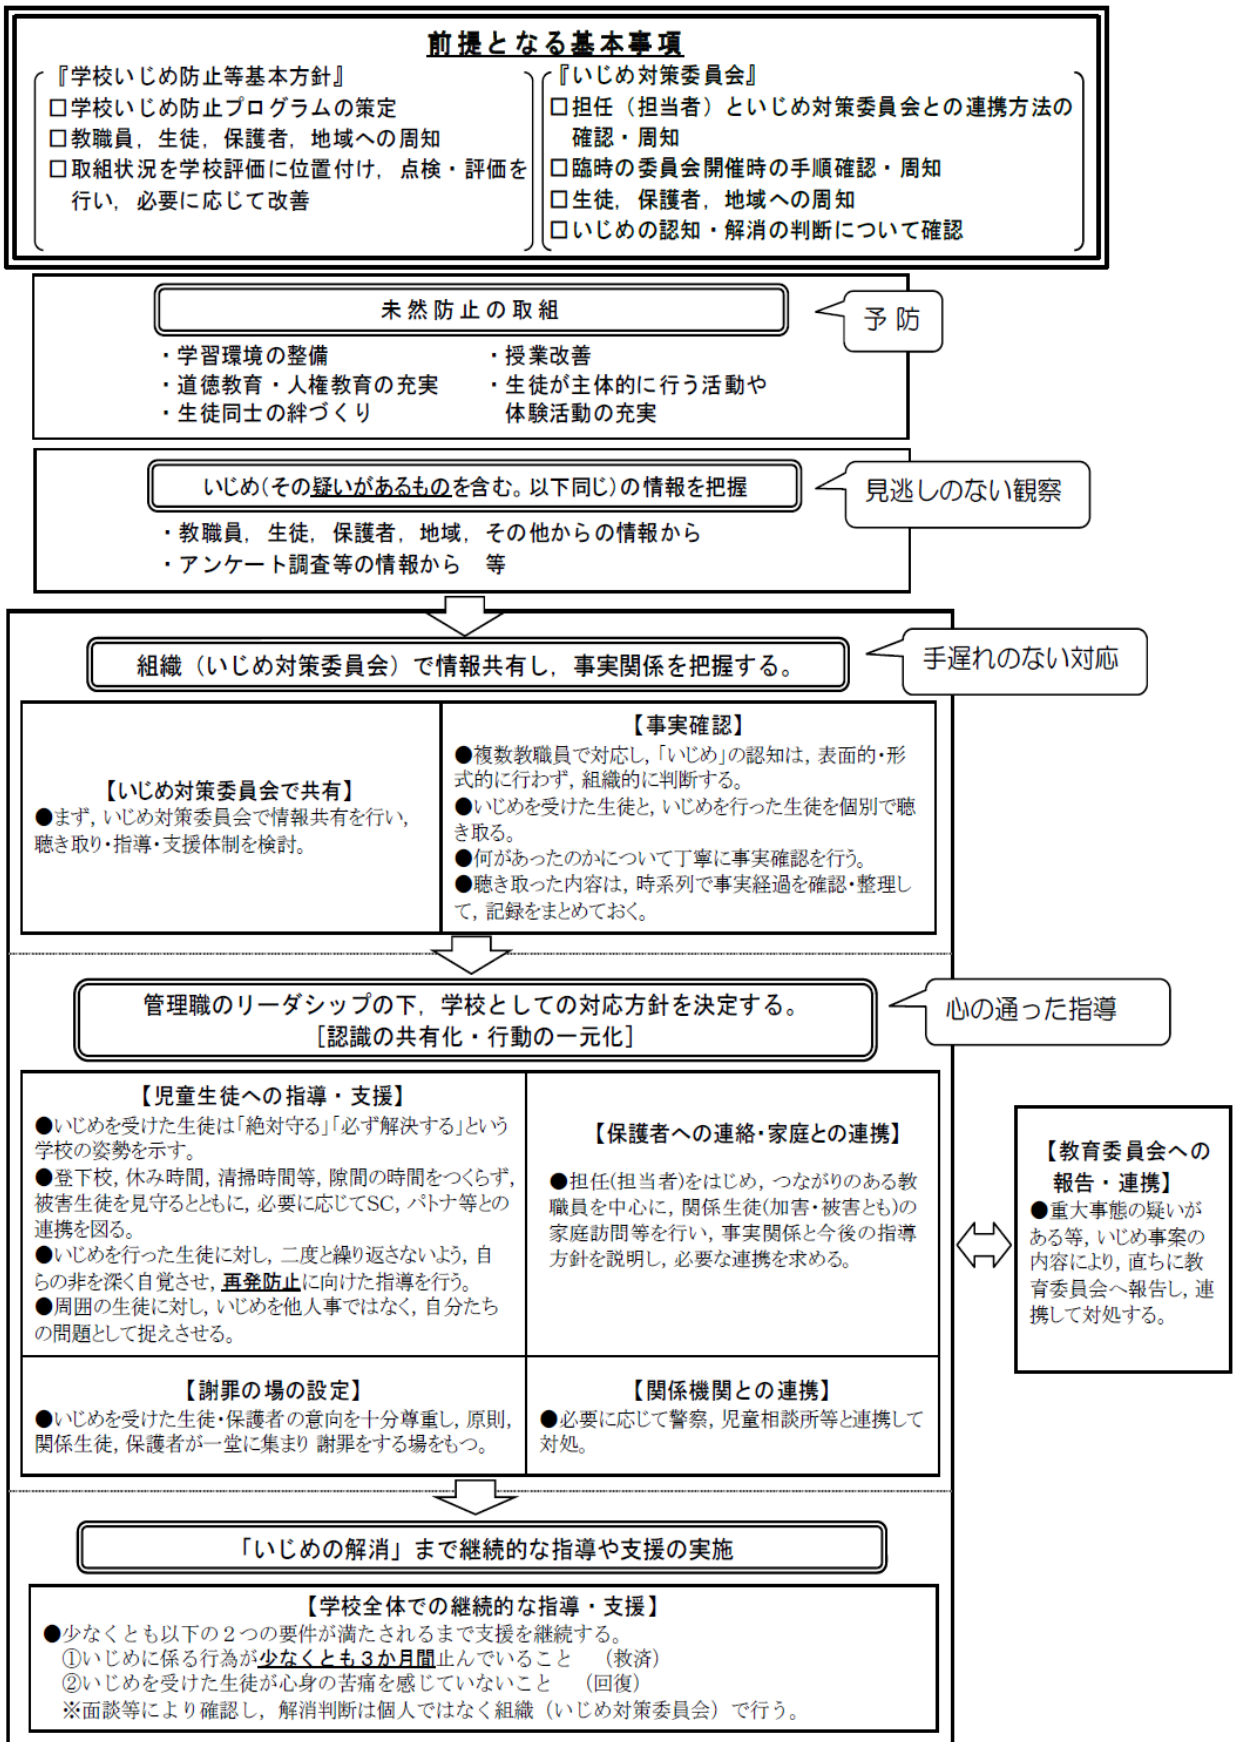 前提となる基本事項
『学校いじめ防止等基本方針』
□学校いじめ防止プログラムの策定
□教職員，生徒，保護者，地域への周知
□取組状況を学校評価に位置付け，点検・評価を
行い，必要に応じて改善
『いじめ対策委員会』
□担任（担当者）といじめ対策委員会との連携方法の
確認・周知
□臨時の委員会開催時の手順確認・周知
□生徒，保護者，地域への周知
□いじめの認知・解消の判断について確認
未然防止の取組
予防
・学習環境の整備
・道徳教育・人権教育の充実
・生徒同士の絆づくり
・授業改善
・生徒が主体的に行う活動や
体験活動の充実
いじめ（その疑いがあるものを含む。以下同じ）の情報を把握
見逃しのない観察
・教職員，生徒，保護者，地域，その他からの情報から
・アンケート調査等の情報から　等
組織（いじめ対策委員会）で情報共有し，事実関係を把握する。
手遅れのない対応
【いじめ対策委員会で共有】
●まず，いじめ対策委員会で情報共有を行い，
聴き取り・指導・支援体制を検討。
【事実確認】
●複数教職員で対応し，「いじめ」の認知は，表面的・形
式的に行わず，組織的に判断する。
●いじめを受けた生徒と，いじめを行った生徒を個別で聴
き取る。
●何があったのかについて丁寧に事実確認を行う。
●聴き取った内容は，時系列で事実経過を確認・整理し
て，記録をまとめておく。
管理職のリーダシップの下，学校としての対応方針を決定する。
［認識の共有化・行動の一元化］
心の通った指導
【児童生徒への指導・支援】
●いじめを受けた生徒は「絶対守る」「必ず解決する」という
学校の姿勢を示す。
●登下校，休み時間，清掃時間等，隙間の時間をつくらず，
被害生徒を見守るとともに，必要に応じてSC，パトナ等との
連携を図る。
●いじめを行った生徒に対し，二度と繰り返さないよう，自
らの非を深く自覚させ，再発防止に向けた指導を行う。
●周囲の生徒に対し，いじめを他人事ではなく，自分たち
の問題として捉えさせる。
【保護者への連絡・家庭との連携】
●担任(担当者)をはじめ，つながりのある教
職員を中心に，関係生徒(加害・被害とも)の
家庭訪問等を行い，事実関係と今後の指導
方針を説明し，必要な連携を求める。
【教育委員会への
報告・連携】
●重大事態の疑いが
ある等，いじめ事案の
内容により，直ちに教
育委員会へ報告し，連
携して対処する。
【謝罪の場の設定】
●いじめを受けた生徒・保護者の意向を十分尊重し，原則，
関係生徒，保護者が一堂に集まり 謝罪をする場をもつ。
【関係機関との連携】
●必要に応じて警察，児童相談所等と連携して
対処。
「いじめの解消」まで継続的な指導や支援の実施
【学校全体での継続的な指導・支援】
●少なくとも以下の２つの要件が満たされるまで支援を継続する。
①いじめに係る行為が少なくとも３か月間止んでいること　（救済）
②いじめを受けた生徒が心身の苦痛を感じていないこと　（回復）
※面談等により確認し，解消判断は個人ではなく組織（いじめ対策委員会）で行う。